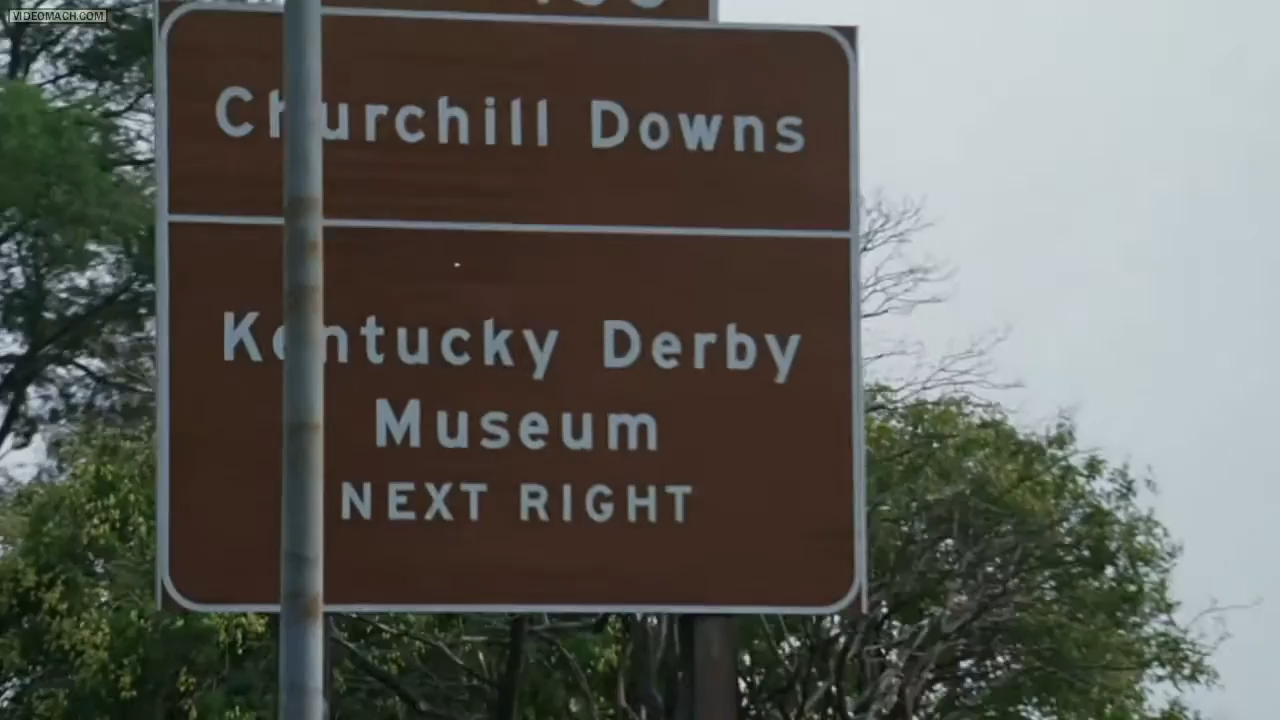 VIDEOMACH.COM
Churchill Downs
Kentucky Derby
Museum
NEXT RIGHT